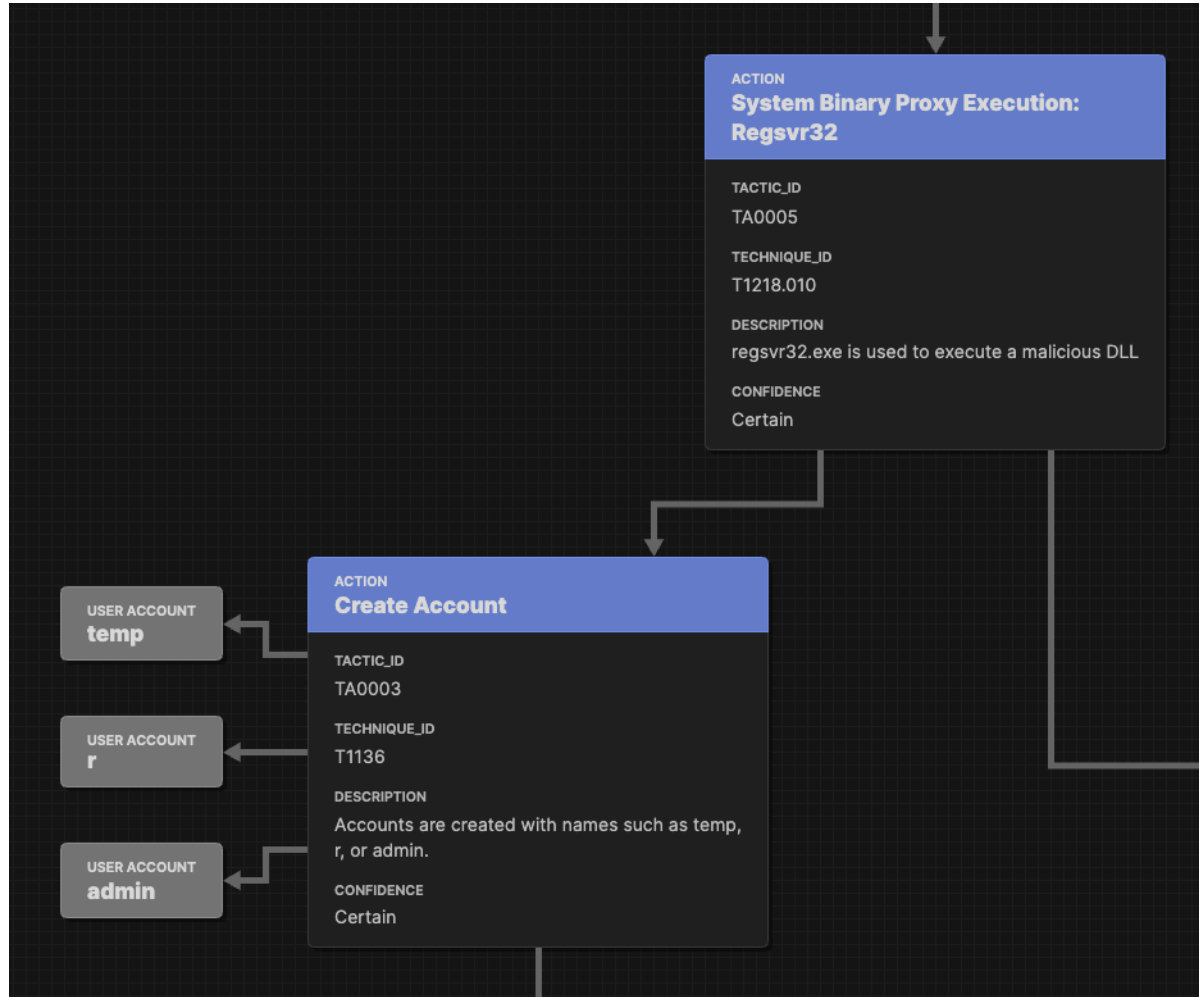 ACTION
System Binary Proxy Execution:
Regsvr32
TACTIC_ID
TA0005
TECHNIQUE_ID
T1218.010
DESCRIPTION
regsvr32.exe is used to execute a malicious DLL
CONFIDENCE
Certain
ACTION
Create Account
TACTIC_ID
TA0003
TECHNIQUE_ID
T1136
DESCRIPTION
Accounts are created with names such as temp,
r, or admin.
CONFIDENCE
Certain
USER ACCOUNT
temp
USER ACCOUNT
r
USER ACCOUNT
admin